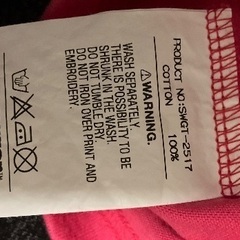 PRODUCT NO:SWGT-2517
COTTON 100%
⚠WARNING:
WASH SEPARATELY.
THERE IS POSSIBILITY TO BE
SHRUNK IN THE WASH.
DO NOT TUMBLE DRY.
DO NOT IRON OVER PRINT AND
EMBROIDERY.